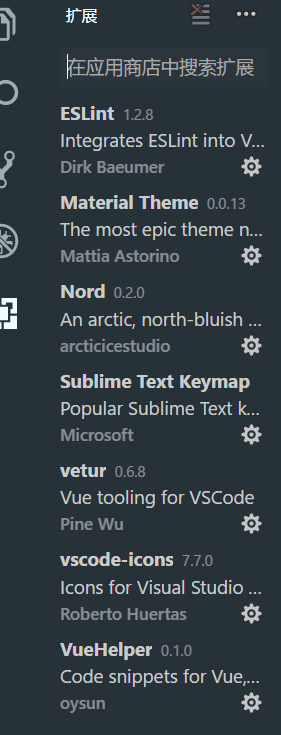 扩展
在应用商店中搜索扩展
ESLint 1.2.8
Integrates ESLint into V...
Dirk Baeumer
Material Theme 0.0.13
The most epic theme n...
Mattia Astorino
Nord 0.2.0
An arctic, north-bluish ...
arcticicestudio
Sublime Text Keymap
Popular Sublime Text k...
Microsoft
vetur 0.6.8
Vue tooling for VSCode
Pine Wu
vscode-icons 7.7.0
Icons for Visual Studio ...
Roberto Huertas
VueHelper 0.1.0
Code snippets for Vue,...
oysun